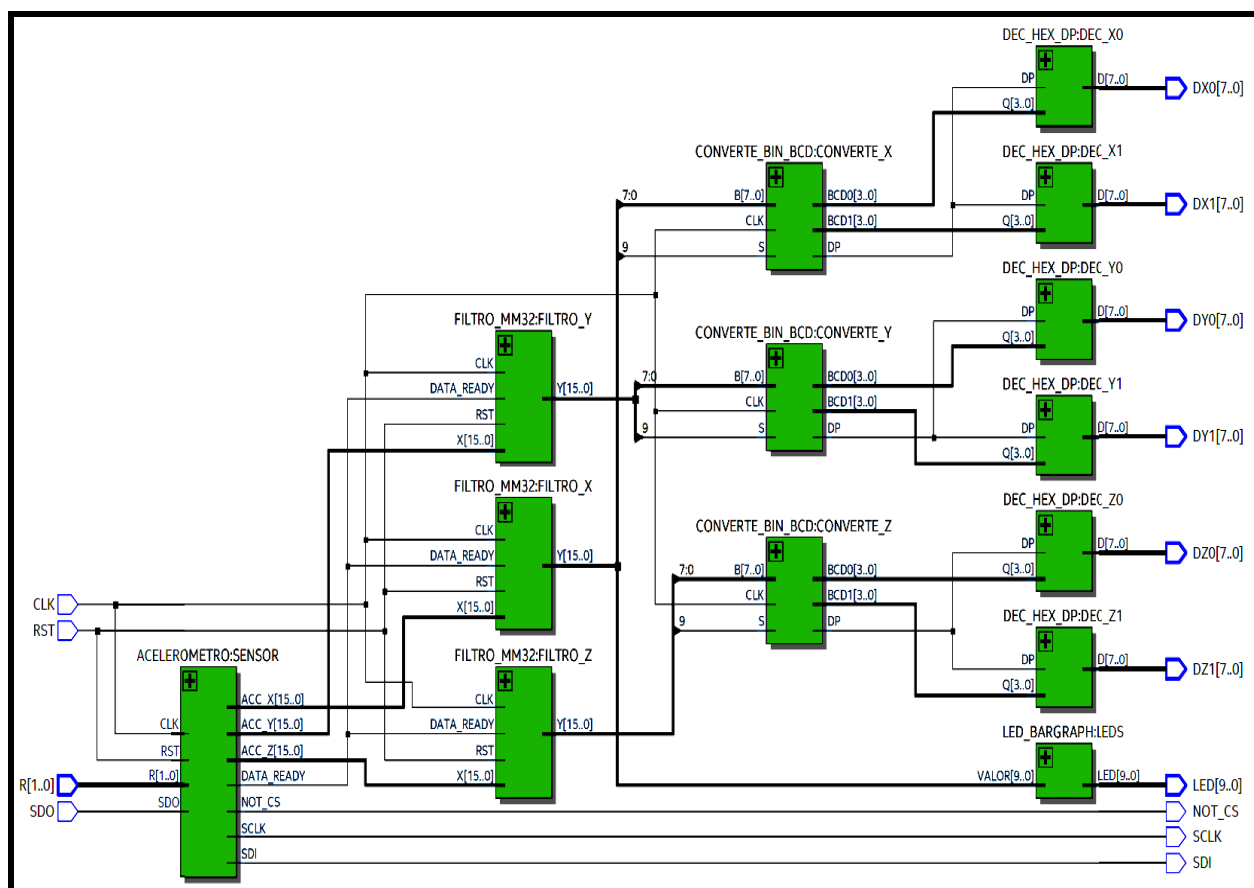 DEC_HEX_DP:DEC_X0
DP
Q[3..0]
D[7..0]
DX0[7..0]
DEC_HEX_DP:DEC_X1
DP
Q[3..0]
D[7..0]
DX1[7..0]
CONVERTE_BIN_BCD:CONVERTE_X
7:0
9
B[7..0]
CLK
S
BCD0[3..0]
BCD1[3..0]
DP
DEC_HEX_DP:DEC_Y0
DP
Q[3..0]
D[7..0]
DY0[7..0]
FILTRO_MM32:FILTRO_Y
CLK
DATA_READY
RST
X[15..0]
Y[15..0]
CONVERTE_BIN_BCD:CONVERTE_Y
7:0
9
B[7..0]
CLK
S
BCD0[3..0]
BCD1[3..0]
DP
DEC_HEX_DP:DEC_Y1
DP
Q[3..0]
D[7..0]
DY1[7..0]
FILTRO_MM32:FILTRO_X
CLK
DATA_READY
RST
X[15..0]
Y[15..0]
DEC_HEX_DP:DEC_Z0
DP
Q[3..0]
D[7..0]
DZ0[7..0]
CONVERTE_BIN_BCD:CONVERTE_Z
7:0
9
B[7..0]
CLK
S
BCD0[3..0]
BCD1[3..0]
DP
DEC_HEX_DP:DEC_Z1
DP
Q[3..0]
D[7..0]
DZ1[7..0]
CLK
RST
ACELEROMETRO:SENSOR
CLK
RST
R[1..0]
SDO
R[1..0]
SDO
ACC_X[15..0]
ACC_Y[15..0]
ACC_Z[15..0]
DATA_READY
NOT_CS
SCLK
SDI
FILTRO_MM32:FILTRO_Z
CLK
DATA_READY
RST
X[15..0]
Y[15..0]
LED_BARGRAPH:LEDS
VALOR[9..0]
LED[9..0]
LED[9..0]
NOT_CS
SCLK
SDI